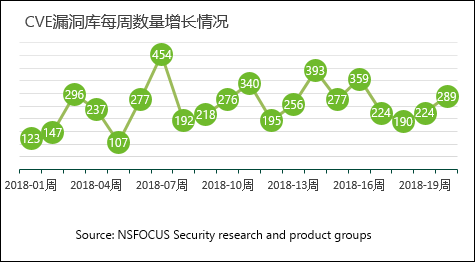 CVE漏洞库每周数量增长情况
123 147 296 237 107 277 454 192 218 276 340 195 256 393 277 359 224 190 224 289
2018-01周 2018-04周 2018-07周 2018-10周 2018-13周 2018-16周 2018-19周
Source: NSFOCUS Security research and product groups